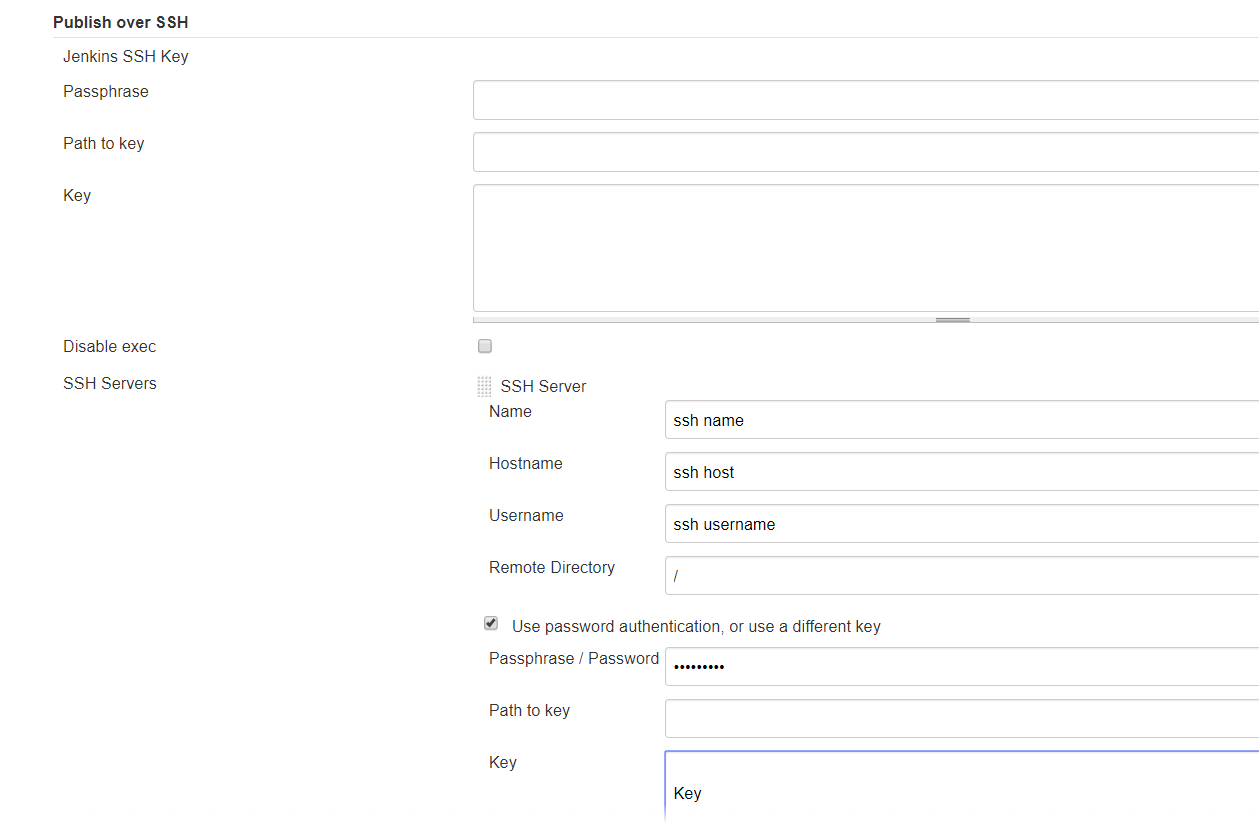 Publish over SSH
Jenkins SSH Key
Passphrase
Path to key
Key
Disable exec
SSH Servers
SSH Server
Name
ssh name
Hostname
ssh host
Username
ssh username
Remote Directory
/
Use password authentication, or use a different key
Passphrase / Password
•••••••••
Path to key
Key
Key